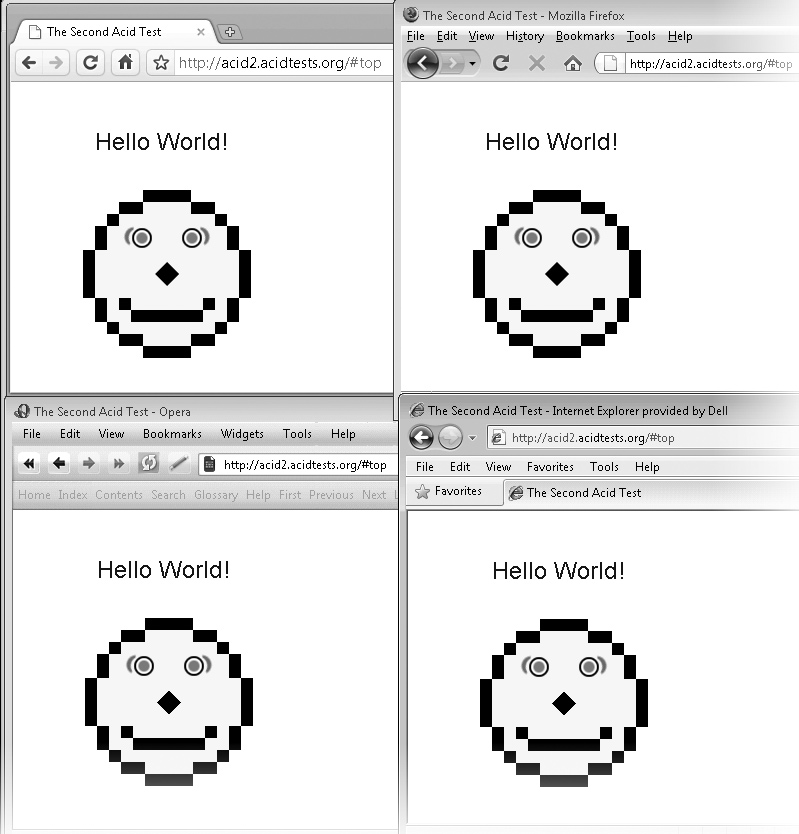 The Second Acid Test
http://acid2.acidtests.org/#top
Hello World!
The Second Acid Test - Mozilla Firefox
File Edit View History Bookmarks Tools Help
http://acid2.acidtests.org/#top
Hello World!
The Second Acid Test - Opera
File Edit View Bookmarks Widgets Tools Help
http://acid2.acidtests.org/#top
Home Index Contents Search Glossary Help First Previous Next
Hello World!
The Second Acid Test - Internet Explorer provided by Dell
http://acid2.acidtests.org/#top
File Edit View Favorites Tools Help
Favorites The Second Acid Test
Hello World!